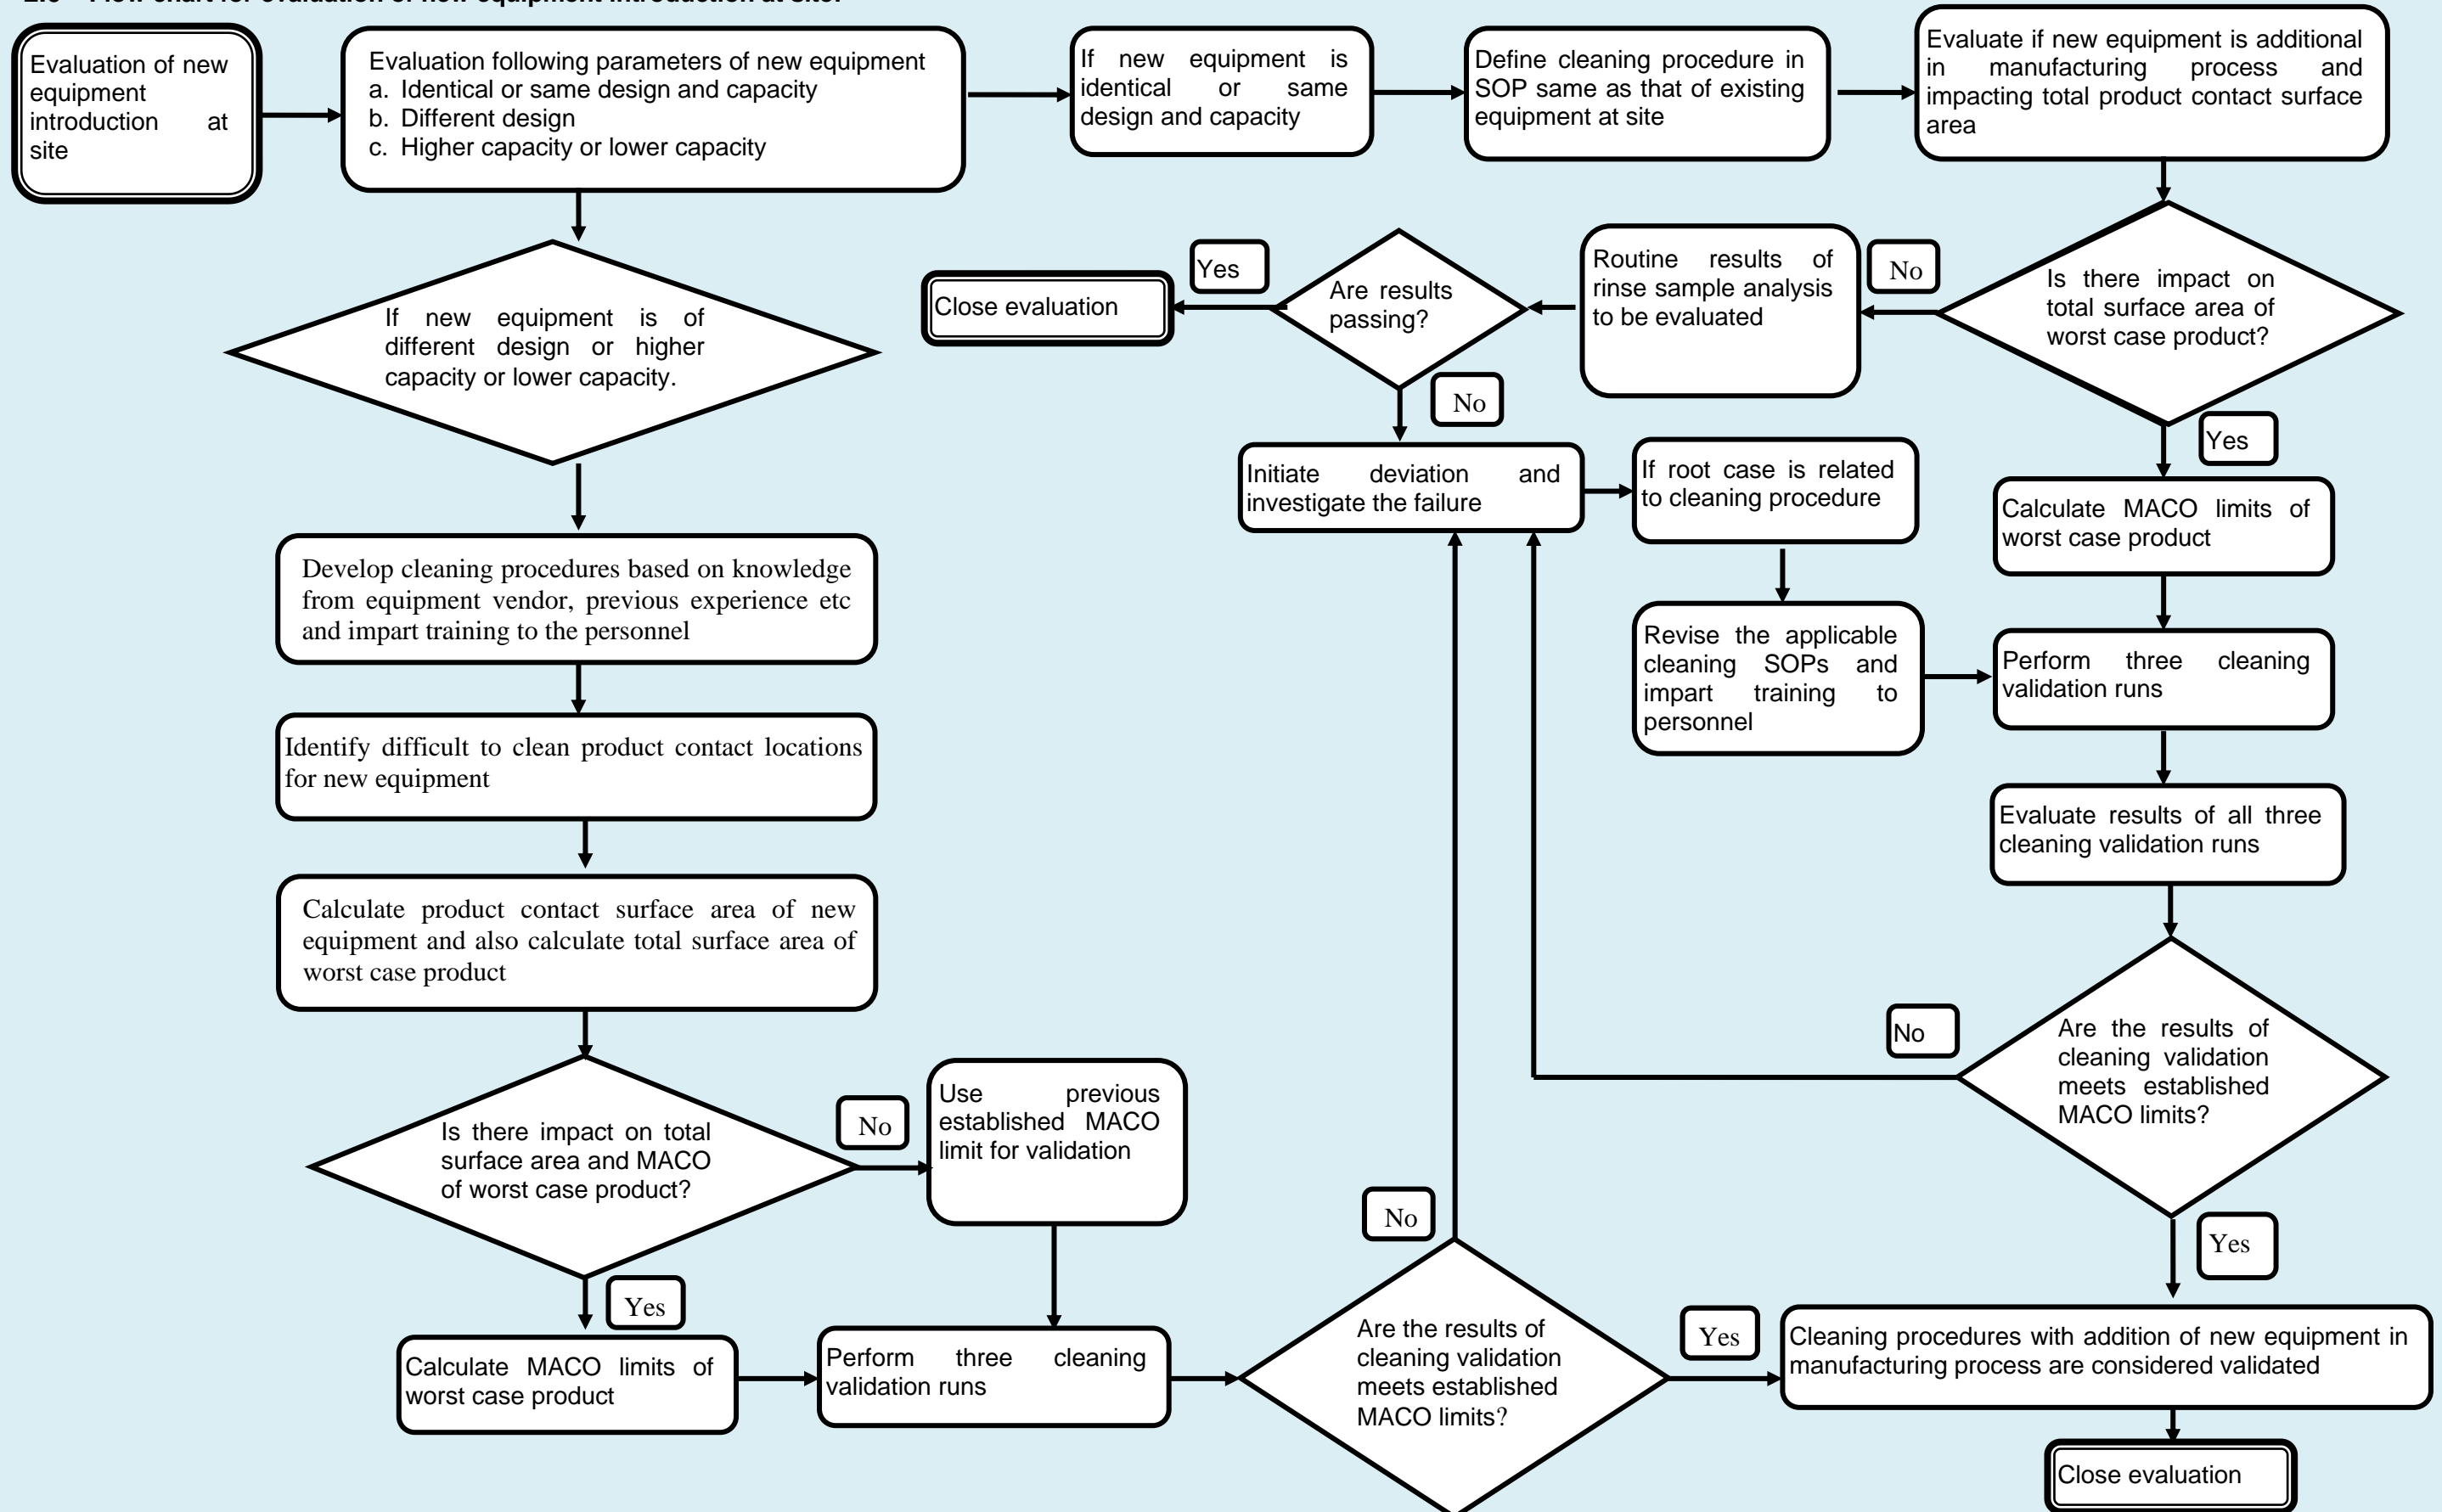 Evaluation of new
equipment
introduction at
site
Evaluation following parameters of new equipment
a. Identical or same design and capacity
b. Different design
c. Higher capacity or lower capacity
If new equipment is
identical or same
design and capacity
Define cleaning procedure in
SOP same as that of existing
equipment at site
Evaluate if new equipment is additional
in manufacturing process and
impacting total product contact surface
area
Is there impact on
total surface area of
worst case product?
No
Routine results of
rinse sample analysis
to be evaluated
Are results
passing?
Yes
Close evaluation
No
Initiate deviation and
investigate the failure
If root case is related
to cleaning procedure
Revise the applicable
cleaning SOPs and
impart training to
personnel
Yes
Calculate MACO limits of
worst case product
Perform three cleaning
validation runs
Evaluate results of all three
cleaning validation runs
Are the results of
cleaning validation
meets established
MACO limits?
No
Yes
If new equipment is of
different design or higher
capacity or lower capacity.
Develop cleaning procedures based on knowledge
from equipment vendor, previous experience etc
and impart training to the personnel
Identify difficult to clean product contact locations
for new equipment
Calculate product contact surface area of new
equipment and also calculate total surface area of
worst case product
Is there impact on total
surface area and MACO
of worst case product?
No
Use previous
established MACO
limit for validation
Yes
Calculate MACO limits of
worst case product
Perform three cleaning
validation runs
Are the results of
cleaning validation
meets established
MACO limits?
No
Yes
Cleaning procedures with addition of new equipment in
manufacturing process are considered validated
Close evaluation